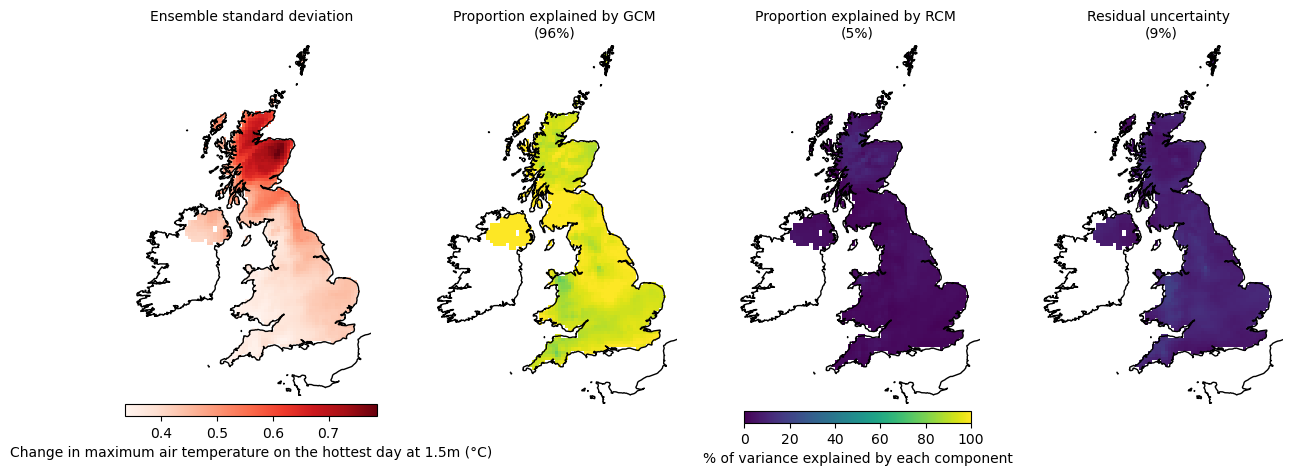 Ensemble standard deviation
Proportion explained by GCM
(96%)
Proportion explained by RCM
(5%)
Residual uncertainty
(9%)
0.4 0.5 0.6 0.7
Change in maximum air temperature on the hottest day at 1.5m (°C)
0 20 40 60 80 100
% of variance explained by each component